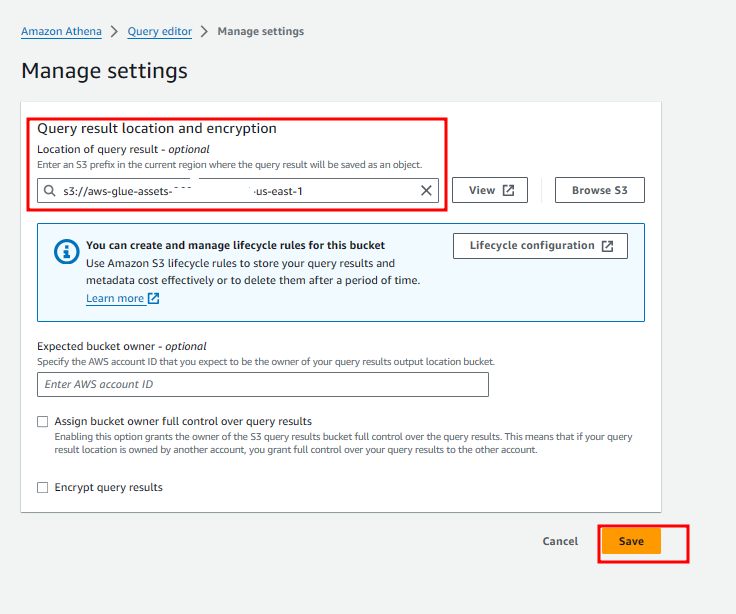 Amazon Athena > Query editor > Manage settings
Manage settings
Query result location and encryption
Location of query result - optional
Enter an S3 prefix in the current region where the query result will be saved as an object.
s3://aws-glue-assets- -us-east-1
View
Browse S3
You can create and manage lifecycle rules for this bucket
Lifecycle configuration
Use Amazon S3 lifecycle rules to store your query results and
metadata cost effectively or to delete them after a period of time.
Learn more
Expected bucket owner - optional
Specify the AWS account ID that you expect to be the owner of your query results output location bucket.
Enter AWS account ID
Assign bucket owner full control over query results
Enabling this option grants the owner of the S3 query results bucket full control over the query results. This means that if your query
result location is owned by another account, you grant full control over your query results to the other account.
Encrypt query results
Cancel
Save